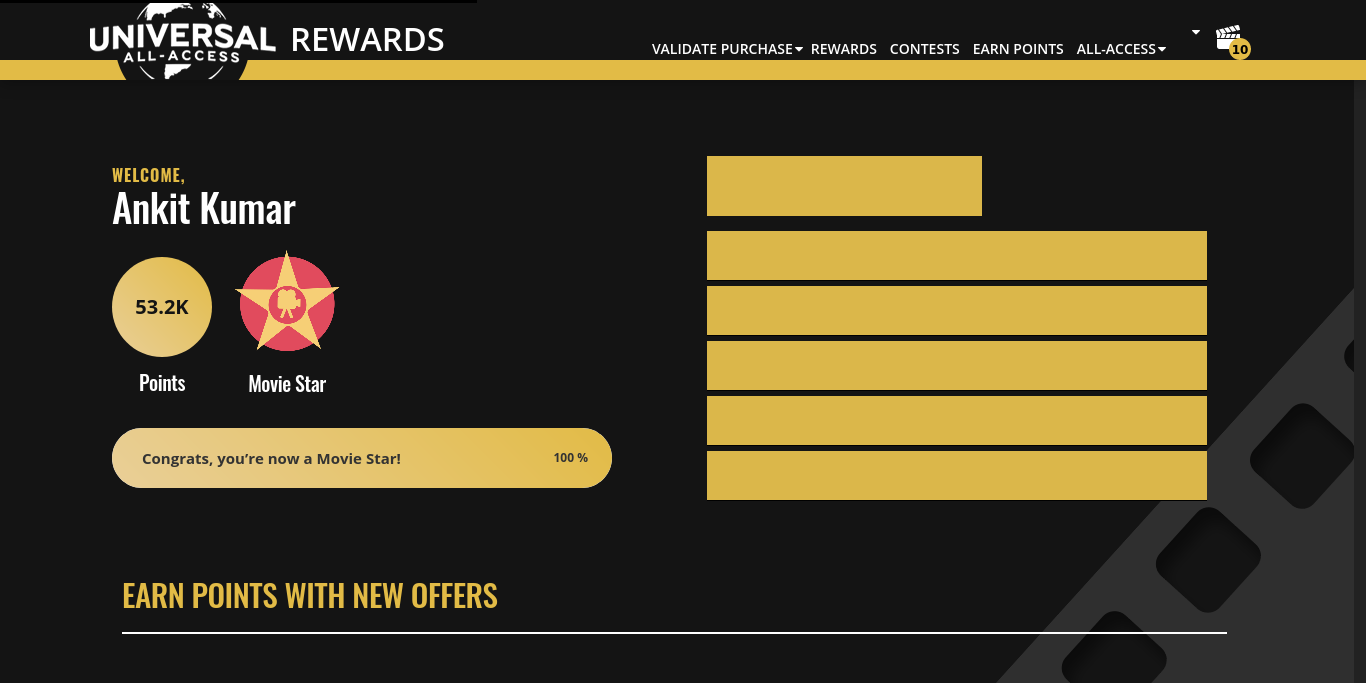 UNIVERSAL
ALL-ACCESS
REWARDS
VALIDATE PURCHASE
REWARDS
CONTESTS
EARN POINTS
ALL-ACCESS
10
WELCOME,
Ankit Kumar
53.2K
Points
Movie Star
Congrats, you’re now a Movie Star!
100 %
EARN POINTS WITH NEW OFFERS